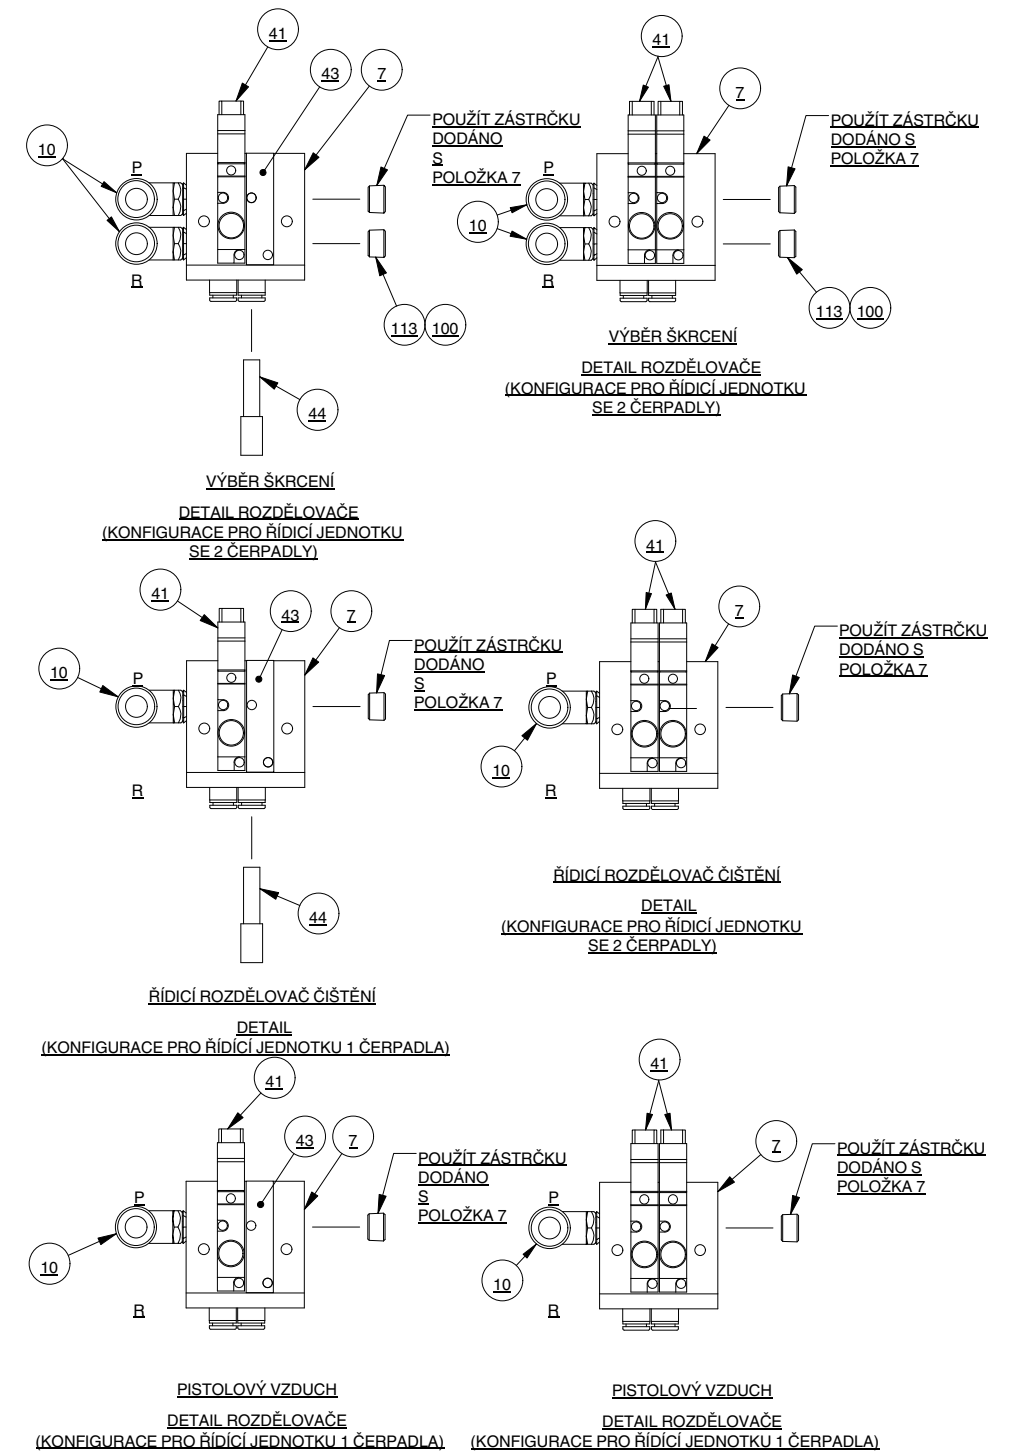 41
43
7
10
P
R
POUŽÍT ZÁSTRČKU
DODÁNO
S
POLOŽKA 7
113
100
44
VÝBĚR ŠKRCENÍ
DETAIL ROZDĚLOVAČE
(KONFIGURACE PRO ŘÍDICÍ JEDNOTKU
SE 2 ČERPADLY)
41
7
10
P
R
POUŽÍT ZÁSTRČKU
DODÁNO S
POLOŽKA 7
113
100
VÝBĚR ŠKRCENÍ
DETAIL ROZDĚLOVAČE
(KONFIGURACE PRO ŘÍDICÍ JEDNOTKU
SE 2 ČERPADLY)
41
43
7
10
P
R
POUŽÍT ZÁSTRČKU
DODÁNO
S
POLOŽKA 7
44
ŘÍDICÍ ROZDĚLOVAČ ČIŠTĚNÍ
DETAIL
(KONFIGURACE PRO ŘÍDÍCÍ JEDNOTKU 1 ČERPADLA)
41
7
10
P
R
POUŽÍT ZÁSTRČKU
DODÁNO S
POLOŽKA 7
ŘÍDICÍ ROZDĚLOVAČ ČIŠTĚNÍ
DETAIL
(KONFIGURACE PRO ŘÍDICÍ JEDNOTKU
SE 2 ČERPADLY)
41
43
7
10
P
R
POUŽÍT ZÁSTRČKU
DODÁNO
S
POLOŽKA 7
PISTOLOVÝ VZDUCH
DETAIL ROZDĚLOVAČE
(KONFIGURACE PRO ŘÍDÍCÍ JEDNOTKU 1 ČERPADLA)
41
7
10
P
R
POUŽÍT ZÁSTRČKU
DODÁNO S
POLOŽKA 7
PISTOLOVÝ VZDUCH
DETAIL ROZDĚLOVAČE
(KONFIGURACE PRO ŘÍDÍCÍ JEDNOTKU 1 ČERPADLA)